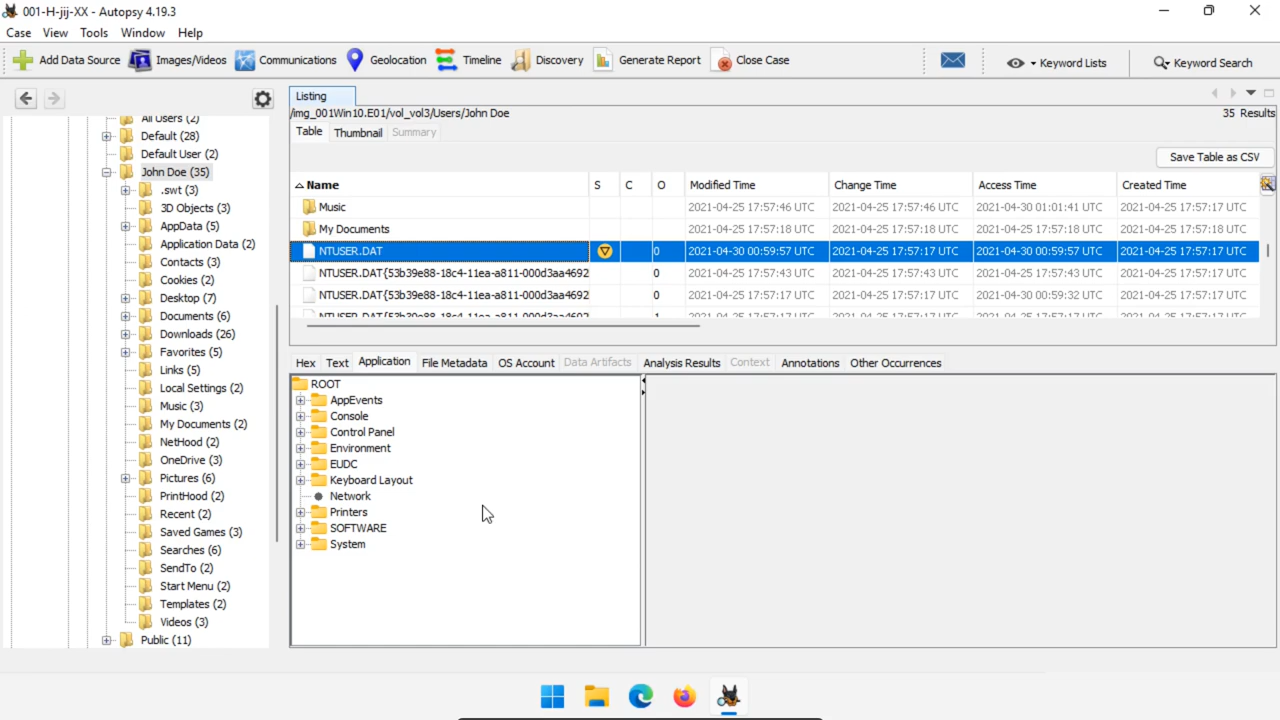 001-H-jij-XX - Autopsy 4.19.3
Case View Tools Window Help
Add Data Source Images/Videos Communications Geolocation Timeline Discovery Generate Report Close Case Keyword Lists Keyword Search
Listing
/img_001Win10.E01/vol_vol3/Users/John Doe 35 Results
Table Thumbnail Summary
Save Table as CSV
Name S C O Modified Time Change Time Access Time Created Time
Music 2021-04-25 17:57:46 UTC 2021-04-25 17:57:46 UTC 2021-04-30 01:01:41 UTC 2021-04-25 17:57:17 UTC
My Documents 2021-04-25 17:57:18 UTC 2021-04-25 17:57:18 UTC 2021-04-25 17:57:18 UTC 2021-04-25 17:57:18 UTC
NTUSER.DAT 0 2021-04-30 00:59:57 UTC 2021-04-25 17:57:17 UTC 2021-04-30 00:59:57 UTC 2021-04-25 17:57:17 UTC
NTUSER.DAT{53b39e88-18c4-11ea-a811-000d3aa4692 0 2021-04-25 17:57:43 UTC 2021-04-25 17:57:43 UTC 2021-04-25 17:57:43 UTC 2021-04-25 17:57:17 UTC
NTUSER.DAT{53b39e88-18c4-11ea-a811-000d3aa4692 0 2021-04-25 17:57:17 UTC 2021-04-25 17:57:17 UTC 2021-04-30 00:59:32 UTC 2021-04-25 17:57:17 UTC
All Users (2)
Default (28)
Default User (2)
John Doe (35)
.swt (3)
3D Objects (3)
AppData (5)
Application Data (2)
Contacts (3)
Cookies (2)
Desktop (7)
Documents (6)
Downloads (26)
Favorites (5)
Links (5)
Local Settings (2)
Music (3)
My Documents (2)
NetHood (2)
OneDrive (3)
Pictures (6)
PrintHood (2)
Recent (2)
Saved Games (3)
Searches (6)
SendTo (2)
Start Menu (2)
Templates (2)
Videos (3)
Public (11)
Hex Text Application File Metadata OS Account Data Artifacts Analysis Results Context Annotations Other Occurrences
ROOT
AppEvents
Console
Control Panel
Environment
EUDC
Keyboard Layout
Network
Printers
SOFTWARE
System